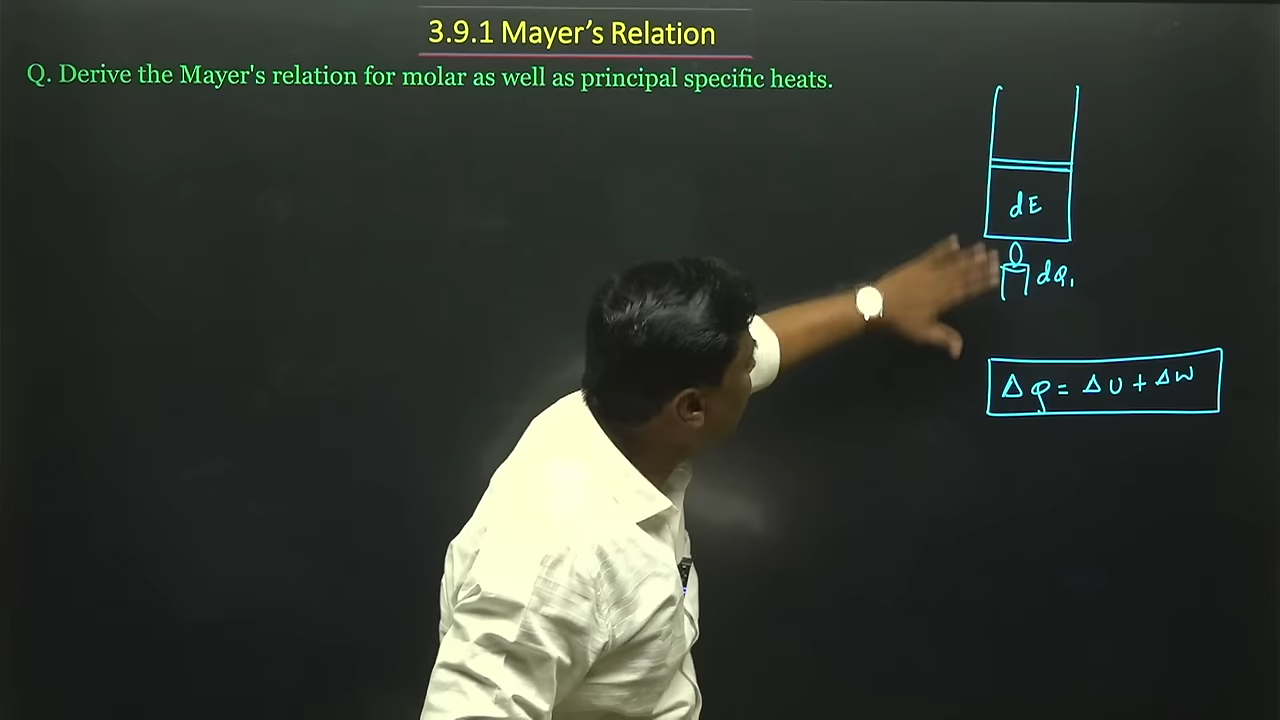 3.9.1 Mayer’s Relation
Q. Derive the Mayer's relation for molar as well as principal specific heats.
dE
dQ₁
ΔQ = ΔU + ΔW